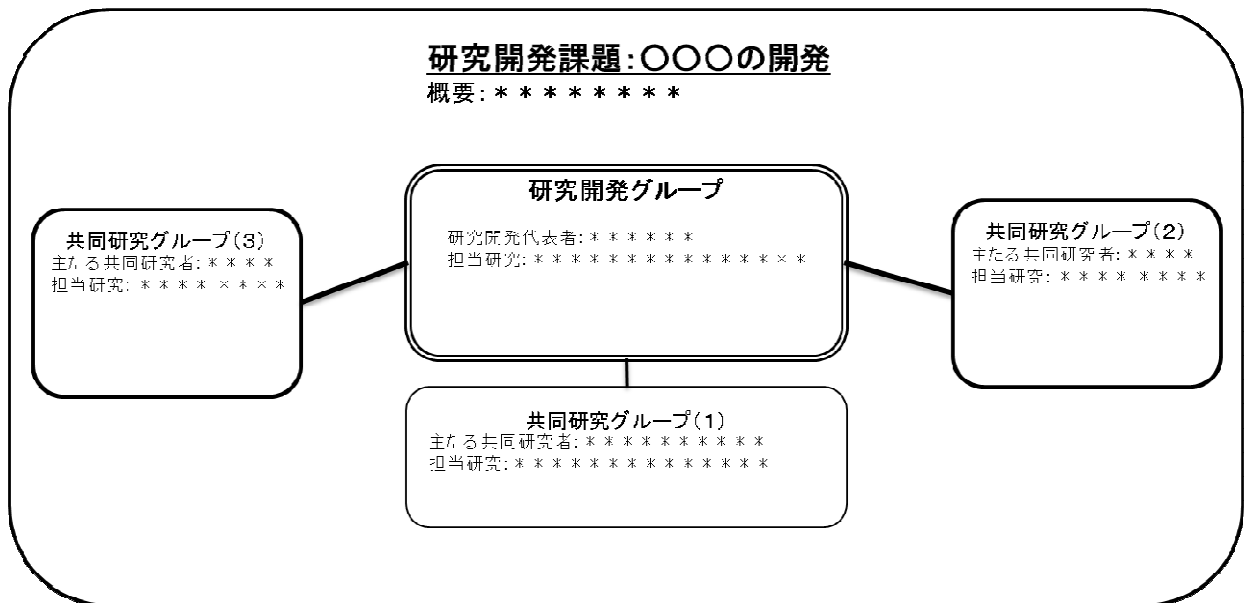 研究開発課題:○○○の開発
概要:********
研究開発グループ
研究開発代表者:******
担当研究:***************
共同研究グループ(3)
主たる共同研究者:****
担当研究:********
共同研究グループ(2)
主たる共同研究者:****
担当研究:********
共同研究グループ(1)
主たる共同研究者:**********
担当研究:**************